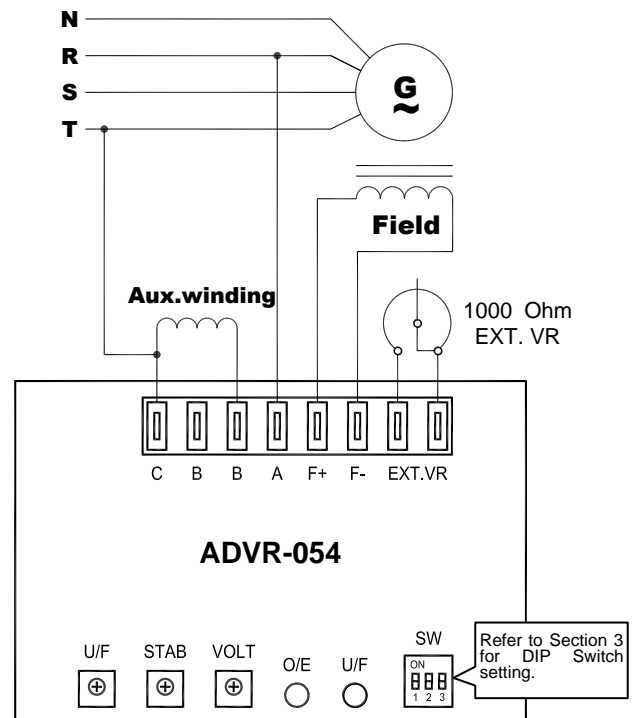 N
R
S
T
G
~
Field
Aux.winding
1000 Ohm
EXT. VR
C B B A F+ F- EXT.VR
ADVR-054
U/F STAB VOLT O/E U/F SW
ON
1 2 3
Refer to Section 3
for DIP Switch
setting.